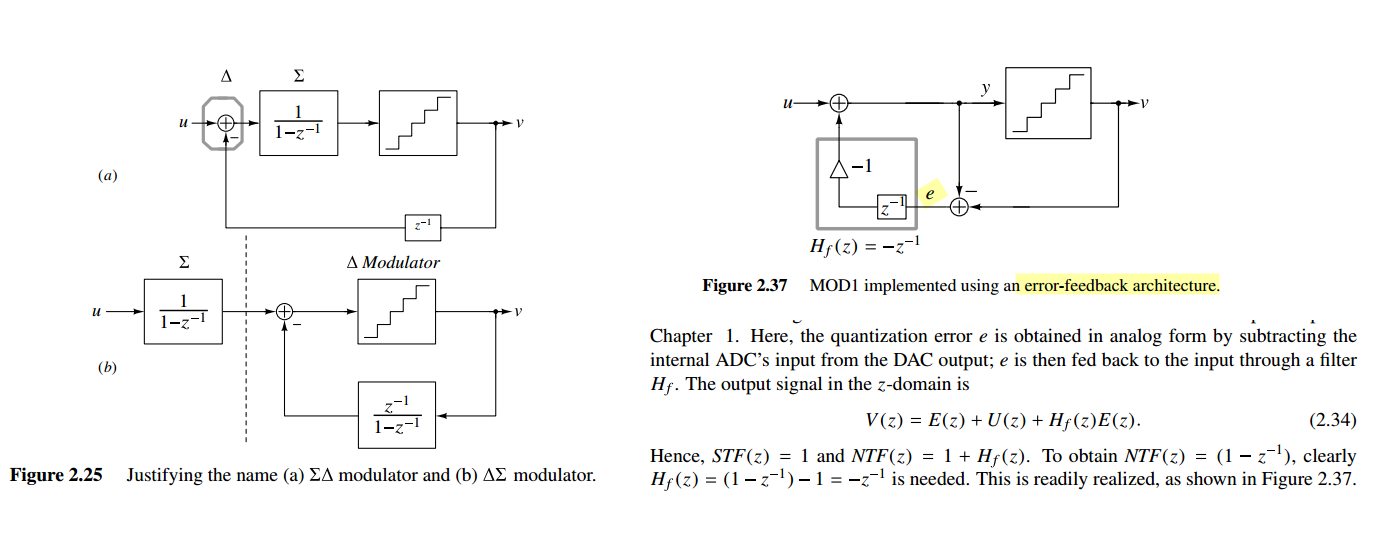 Δ Σ
u
−
1
1−z⁻¹
v
(a)
z⁻¹
Σ Δ Modulator
u
1
1−z⁻¹
−
v
(b)
z⁻¹
1−z⁻¹
Figure 2.25 Justifying the name (a) ΣΔ modulator and (b) ΔΣ modulator.
u y v
−1
z⁻¹
e
−
H_f(z) = −z⁻¹
Figure 2.37 MOD1 implemented using an error-feedback architecture.
Chapter 1. Here, the quantization error e is obtained in analog form by subtracting the
internal ADC's input from the DAC output; e is then fed back to the input through a filter
H_f. The output signal in the z-domain is
V(z) = E(z) + U(z) + H_f(z)E(z). (2.34)
Hence, STF(z) = 1 and NTF(z) = 1 + H_f(z). To obtain NTF(z) = (1 − z⁻¹), clearly
H_f(z) = (1 − z⁻¹) − 1 = −z⁻¹ is needed. This is readily realized, as shown in Figure 2.37.